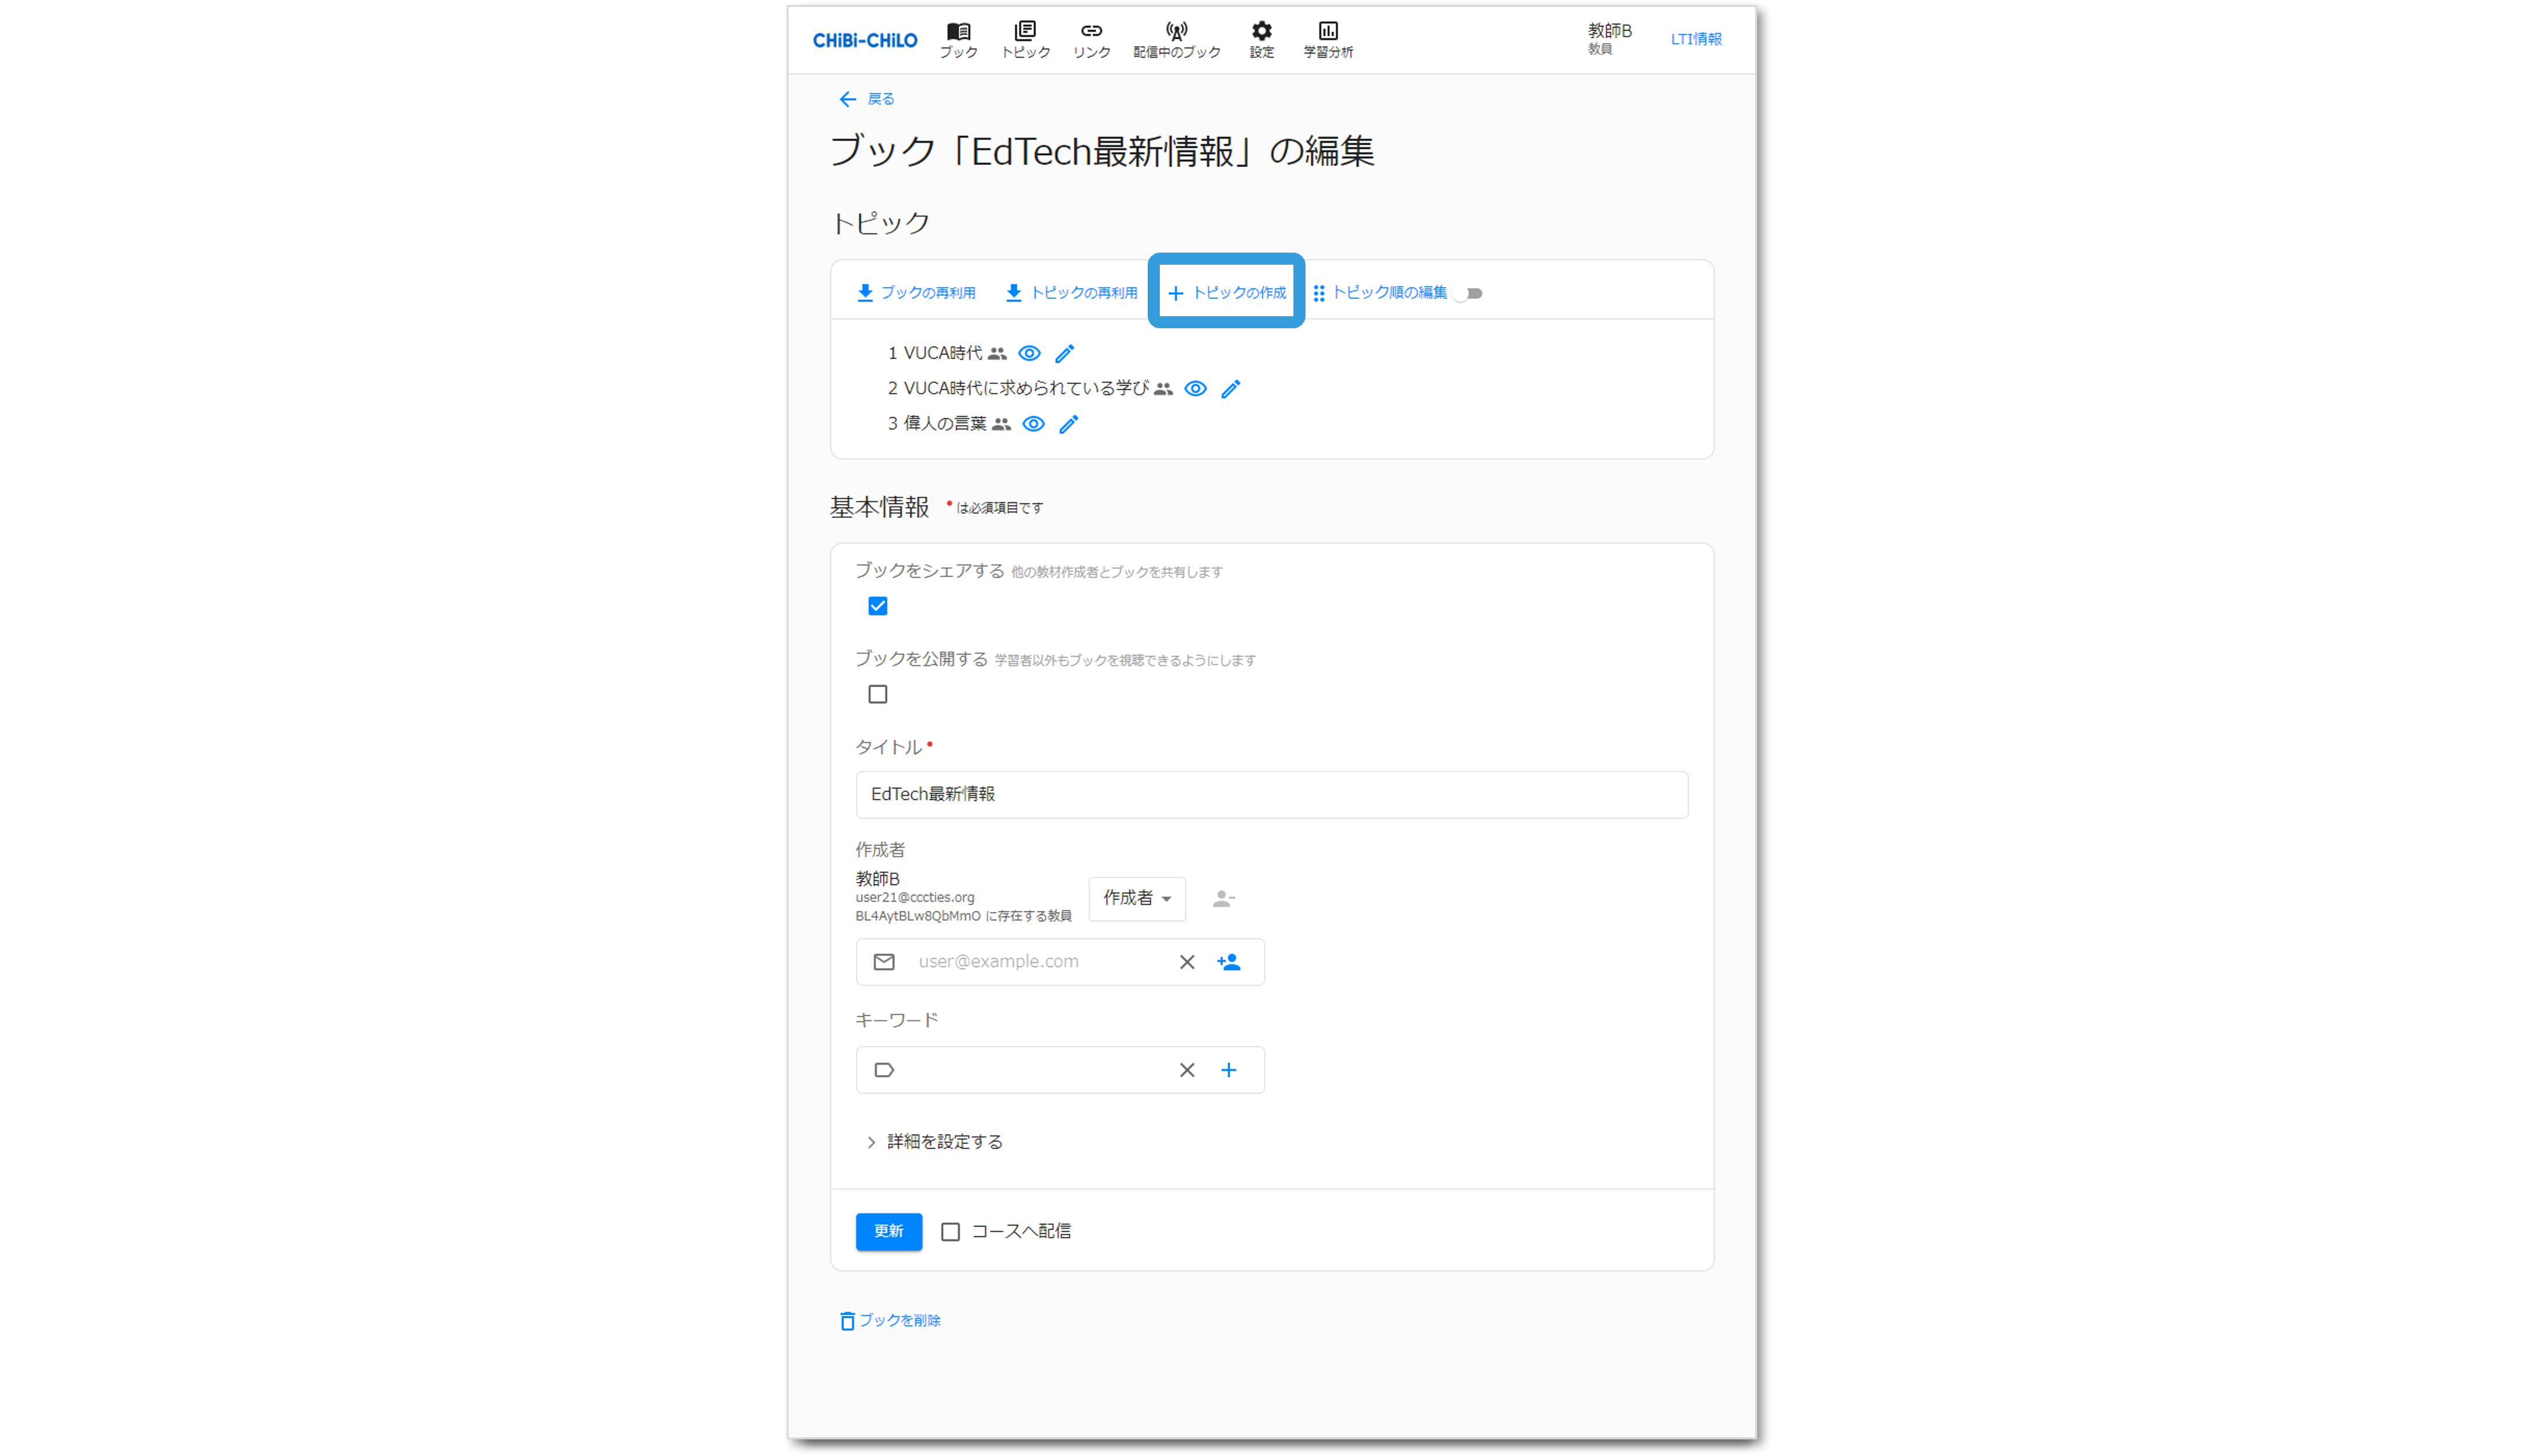 CHiBi-CHiLO
ブック
トピック
リンク
配信中のブック
設定
学習分析
教師B
教員
LTI情報
戻る
ブック「EdTech最新情報」の編集
トピック
ブックの再利用
トピックの再利用
トピックの作成
トピック順の編集
1 VUCA時代
2 VUCA時代に求められている学び
3 偉人の言葉
基本情報 * は必須項目です
ブックをシェアする 他の教材作成者とブックを共有します
ブックを公開する 学習者以外もブックを視聴できるようにします
タイトル *
EdTech最新情報
作成者
教師B
user21@cccties.org
BL4AytBLw8QbMmO に存在する教員
作成者
user@example.com
キーワード
詳細を設定する
更新
コースへ配信
ブックを削除